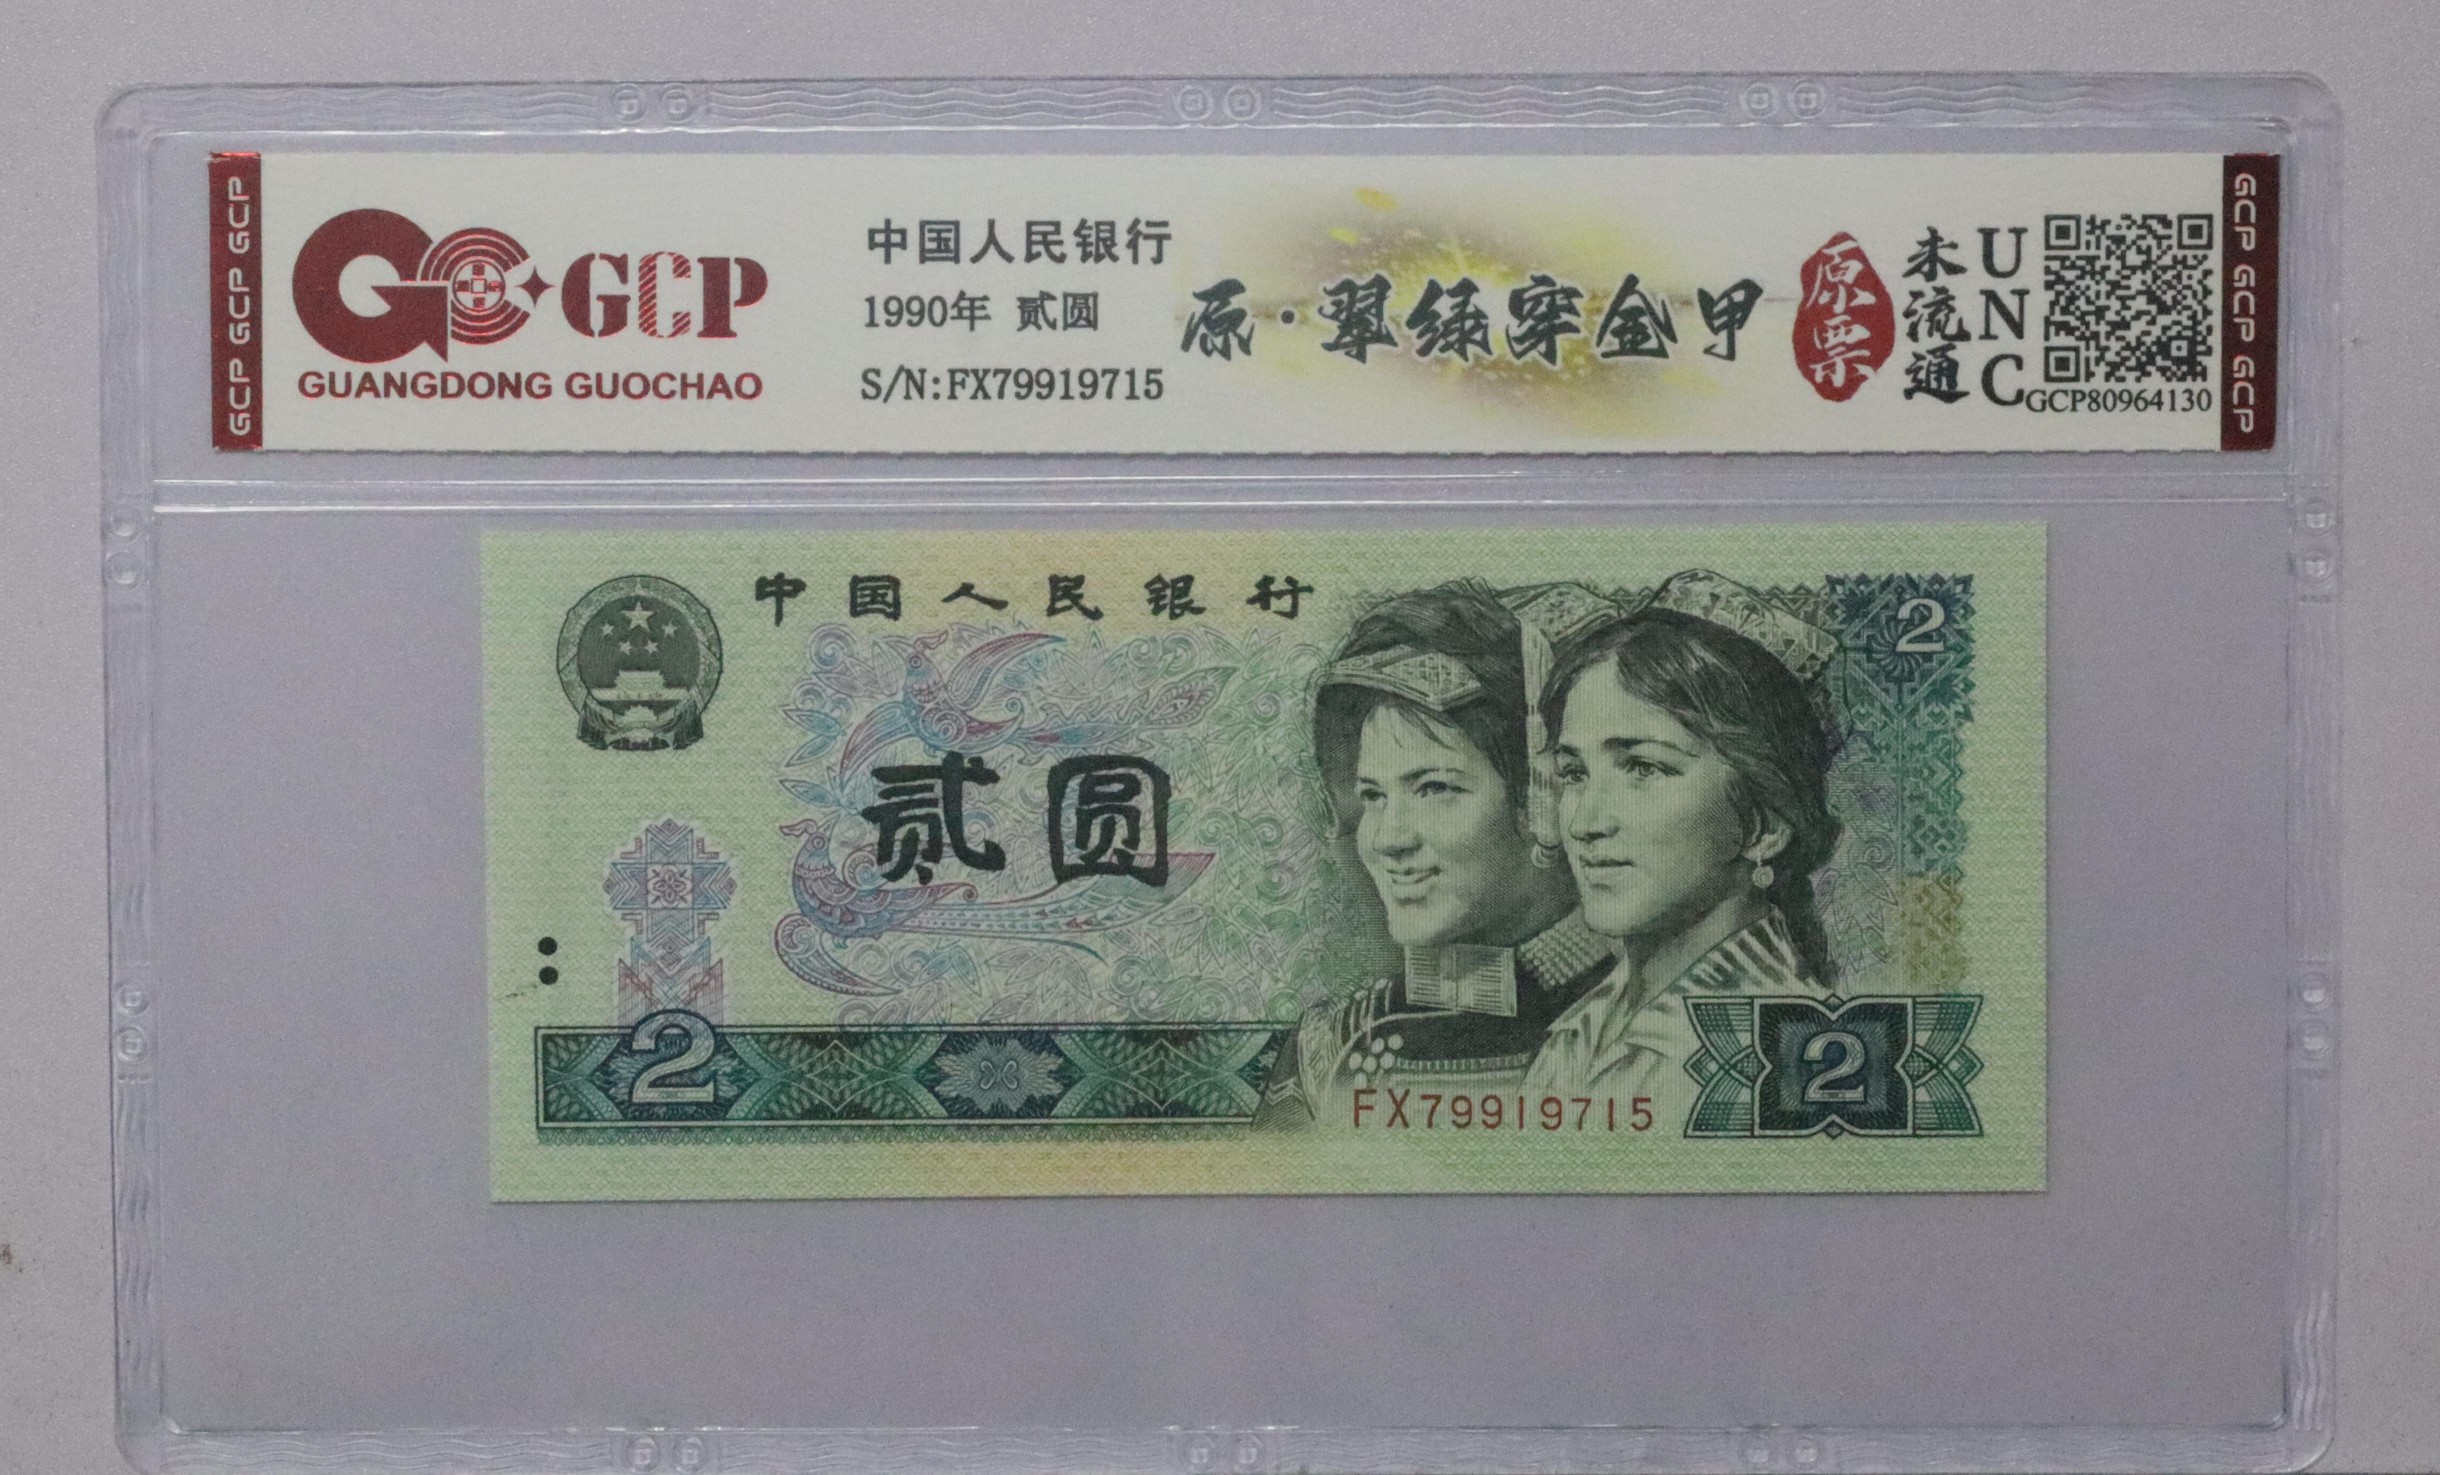 GCP GCP GCP
GCP
GUANGDONG GUOCHAO
中国人民银行
1990年 贰圆
S/N:FX79919715
原·翠绿穿金甲
原票
未流通
UNC
GCP80964130
GCP GCP GCP
中国人民银行
2
贰圆
2
FX79919715
2